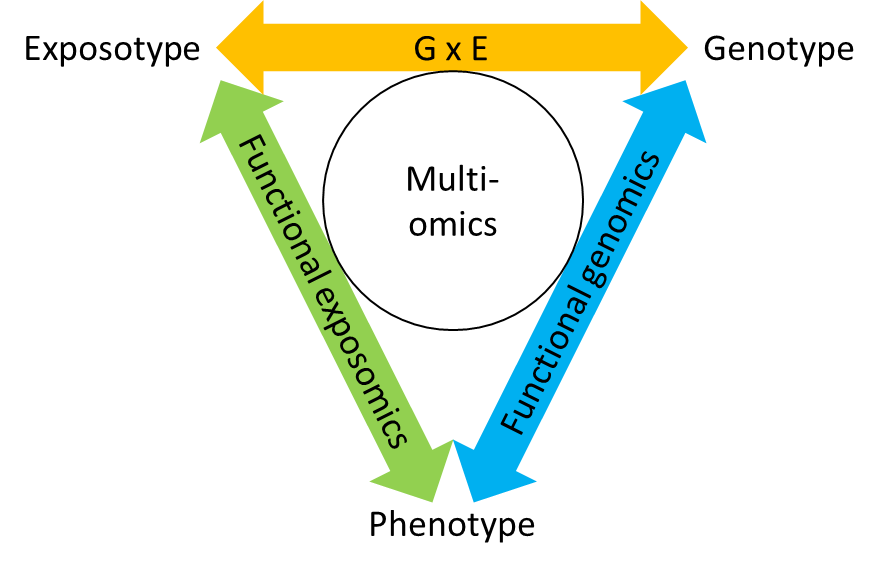 Exposotype
G x E
Genotype
Multi-
omics
Functional exposomics
Functional genomics
Phenotype